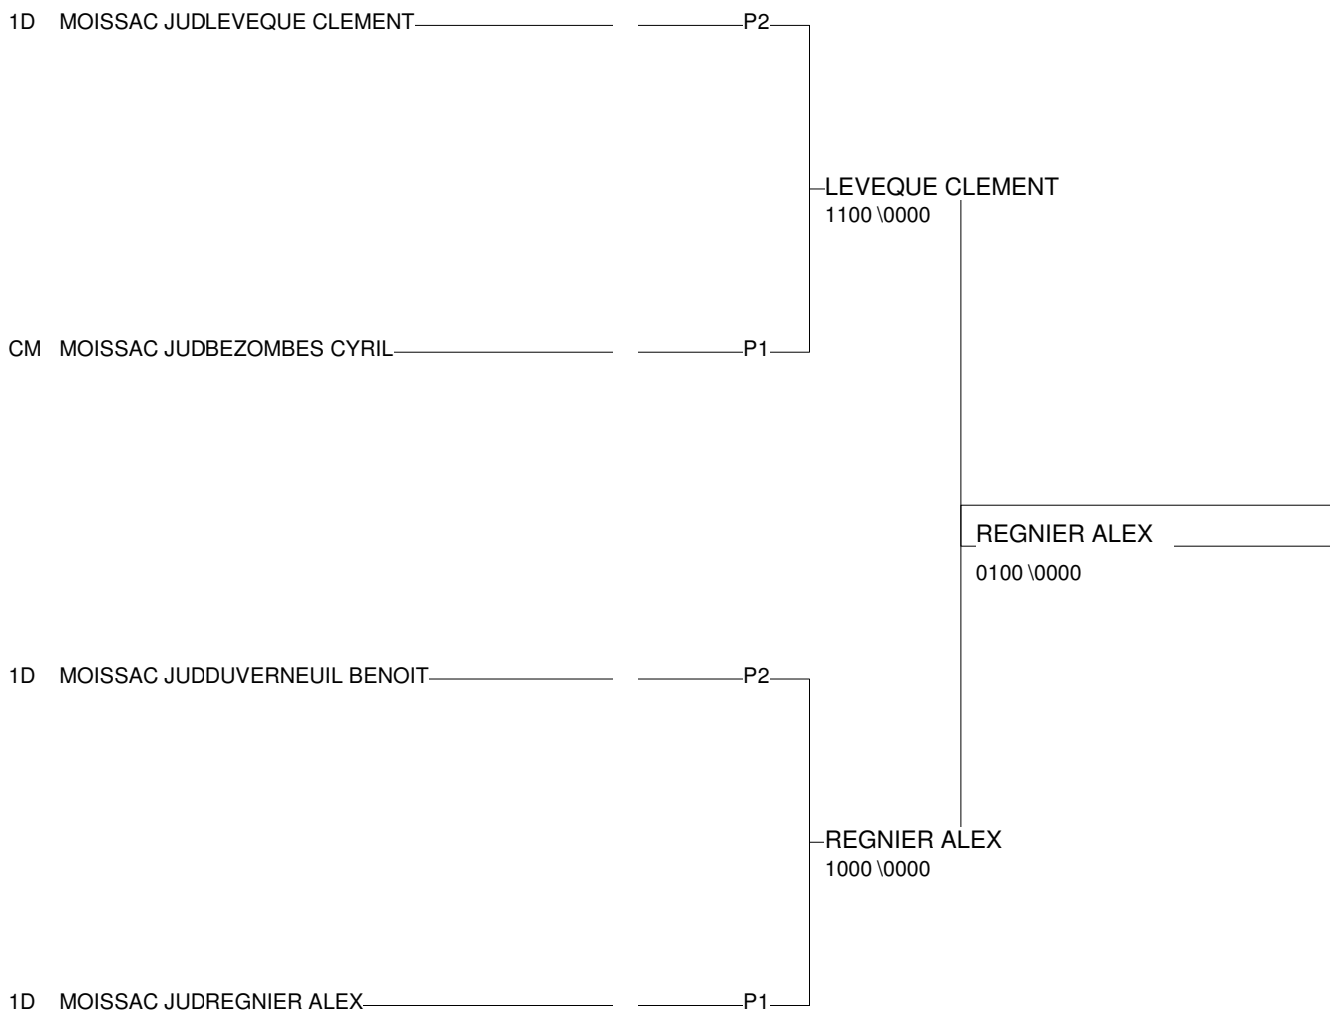 1D MOISSAC JUDLEVEQUE CLEMENT P2
LEVEQUE CLEMENT
1100 \0000
CM MOISSAC JUDBEZOMBES CYRIL P1
REGNIER ALEX
0100 \0000
1D MOISSAC JUDDUVERNEUIL BENOIT P2
REGNIER ALEX
1000 \0000
1D MOISSAC JUDREGNIER ALEX P1